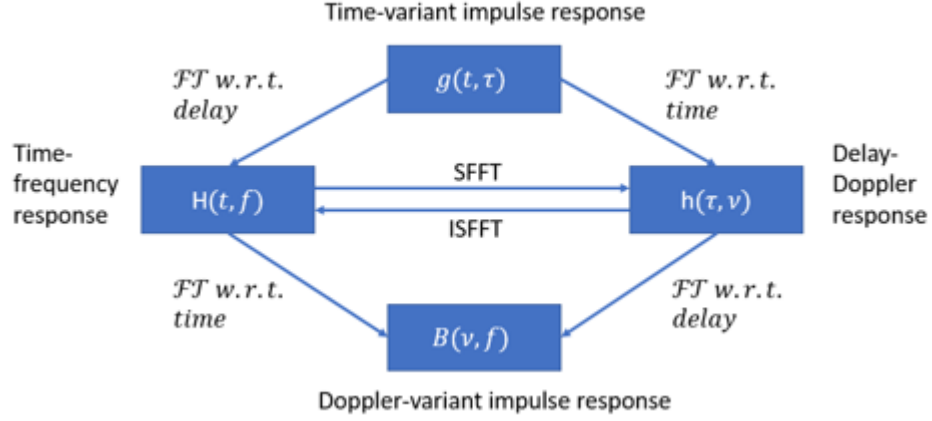 Time-variant impulse response
ℱ𝒯 w.r.t.
delay
g(t, τ)
ℱ𝒯 w.r.t.
time
Time-
frequency
response
H(t, f)
SFFT
ISFFT
h(τ, ν)
Delay-
Doppler
response
ℱ𝒯 w.r.t.
time
B(ν, f)
ℱ𝒯 w.r.t.
delay
Doppler-variant impulse response